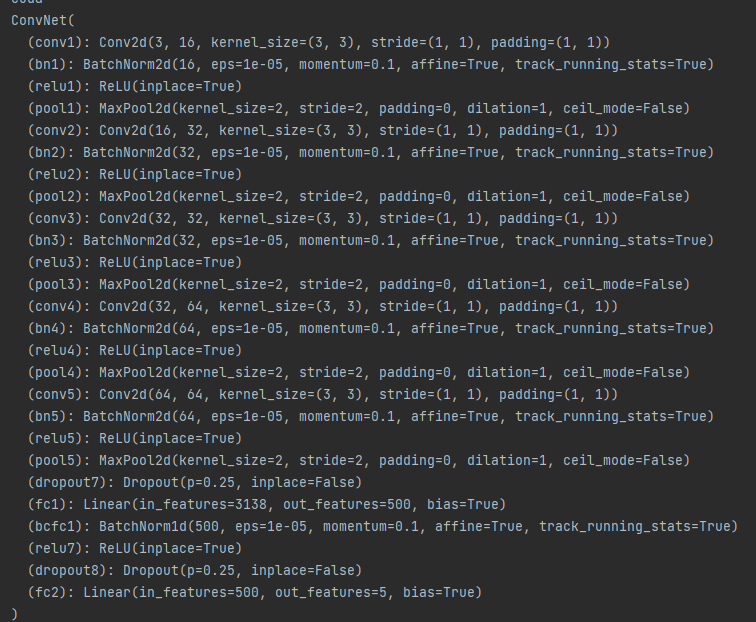 ConvNet(
(conv1): Conv2d(3, 16, kernel_size=(3, 3), stride=(1, 1), padding=(1, 1))
(bn1): BatchNorm2d(16, eps=1e-05, momentum=0.1, affine=True, track_running_stats=True)
(relu1): ReLU(inplace=True)
(pool1): MaxPool2d(kernel_size=2, stride=2, padding=0, dilation=1, ceil_mode=False)
(conv2): Conv2d(16, 32, kernel_size=(3, 3), stride=(1, 1), padding=(1, 1))
(bn2): BatchNorm2d(32, eps=1e-05, momentum=0.1, affine=True, track_running_stats=True)
(relu2): ReLU(inplace=True)
(pool2): MaxPool2d(kernel_size=2, stride=2, padding=0, dilation=1, ceil_mode=False)
(conv3): Conv2d(32, 32, kernel_size=(3, 3), stride=(1, 1), padding=(1, 1))
(bn3): BatchNorm2d(32, eps=1e-05, momentum=0.1, affine=True, track_running_stats=True)
(relu3): ReLU(inplace=True)
(pool3): MaxPool2d(kernel_size=2, stride=2, padding=0, dilation=1, ceil_mode=False)
(conv4): Conv2d(32, 64, kernel_size=(3, 3), stride=(1, 1), padding=(1, 1))
(bn4): BatchNorm2d(64, eps=1e-05, momentum=0.1, affine=True, track_running_stats=True)
(relu4): ReLU(inplace=True)
(pool4): MaxPool2d(kernel_size=2, stride=2, padding=0, dilation=1, ceil_mode=False)
(conv5): Conv2d(64, 64, kernel_size=(3, 3), stride=(1, 1), padding=(1, 1))
(bn5): BatchNorm2d(64, eps=1e-05, momentum=0.1, affine=True, track_running_stats=True)
(relu5): ReLU(inplace=True)
(pool5): MaxPool2d(kernel_size=2, stride=2, padding=0, dilation=1, ceil_mode=False)
(dropout7): Dropout(p=0.25, inplace=False)
(fc1): Linear(in_features=3138, out_features=500, bias=True)
(bcfc1): BatchNorm1d(500, eps=1e-05, momentum=0.1, affine=True, track_running_stats=True)
(relu7): ReLU(inplace=True)
(dropout8): Dropout(p=0.25, inplace=False)
(fc2): Linear(in_features=500, out_features=5, bias=True)
)